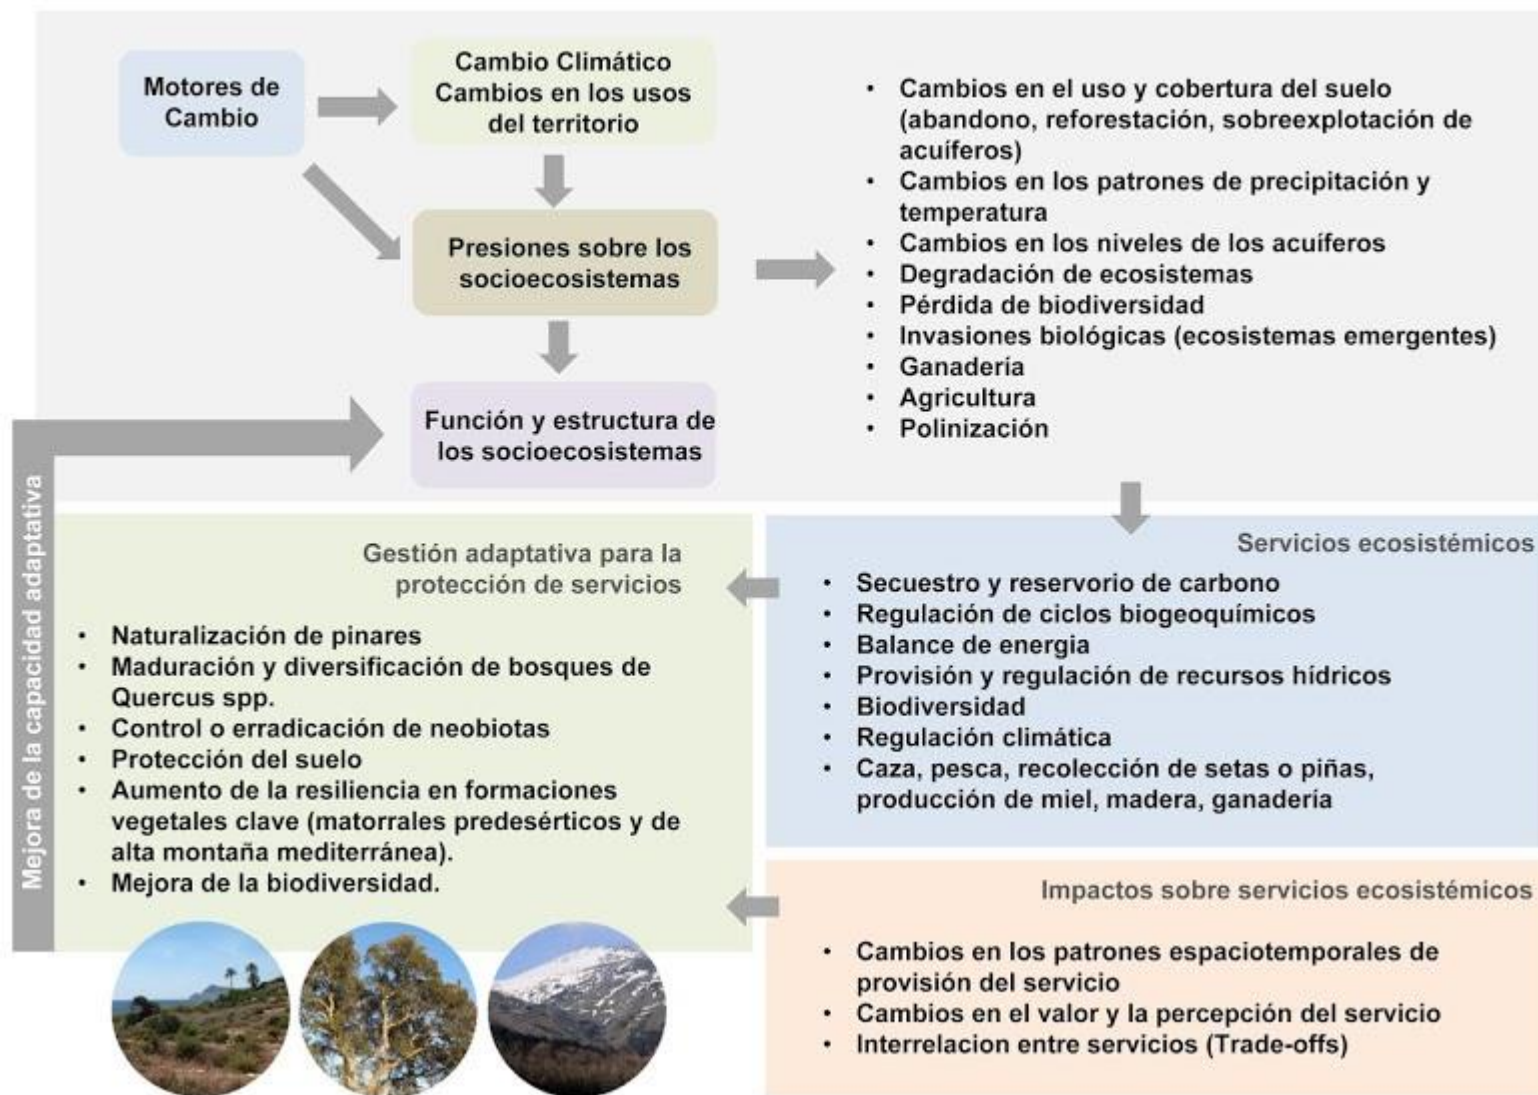 Motores de
Cambio
Cambio Climático
Cambios en los usos
del territorio
Presiones sobre los
socioecosistemas
Función y estructura de
los socioecosistemas
• Cambios en el uso y cobertura del suelo
(abandono, reforestación, sobreexplotación de
acuíferos)
• Cambios en los patrones de precipitación y
temperatura
• Cambios en los niveles de los acuíferos
• Degradación de ecosistemas
• Pérdida de biodiversidad
• Invasiones biológicas (ecosistemas emergentes)
• Ganadería
• Agricultura
• Polinización
Mejora de la capacidad adaptativa
Gestión adaptativa para la
protección de servicios
• Naturalización de pinares
• Maduración y diversificación de bosques de
Quercus spp.
• Control o erradicación de neobiotas
• Protección del suelo
• Aumento de la resiliencia en formaciones
vegetales clave (matorrales predesérticos y de
alta montaña mediterránea).
• Mejora de la biodiversidad.
Servicios ecosistémicos
• Secuestro y reservorio de carbono
• Regulación de ciclos biogeoquímicos
• Balance de energia
• Provisión y regulación de recursos hídricos
• Biodiversidad
• Regulación climática
• Caza, pesca, recolección de setas o piñas,
producción de miel, madera, ganadería
Impactos sobre servicios ecosistémicos
• Cambios en los patrones espaciotemporales de
provisión del servicio
• Cambios en el valor y la percepción del servicio
• Interrelacion entre servicios (Trade-offs)